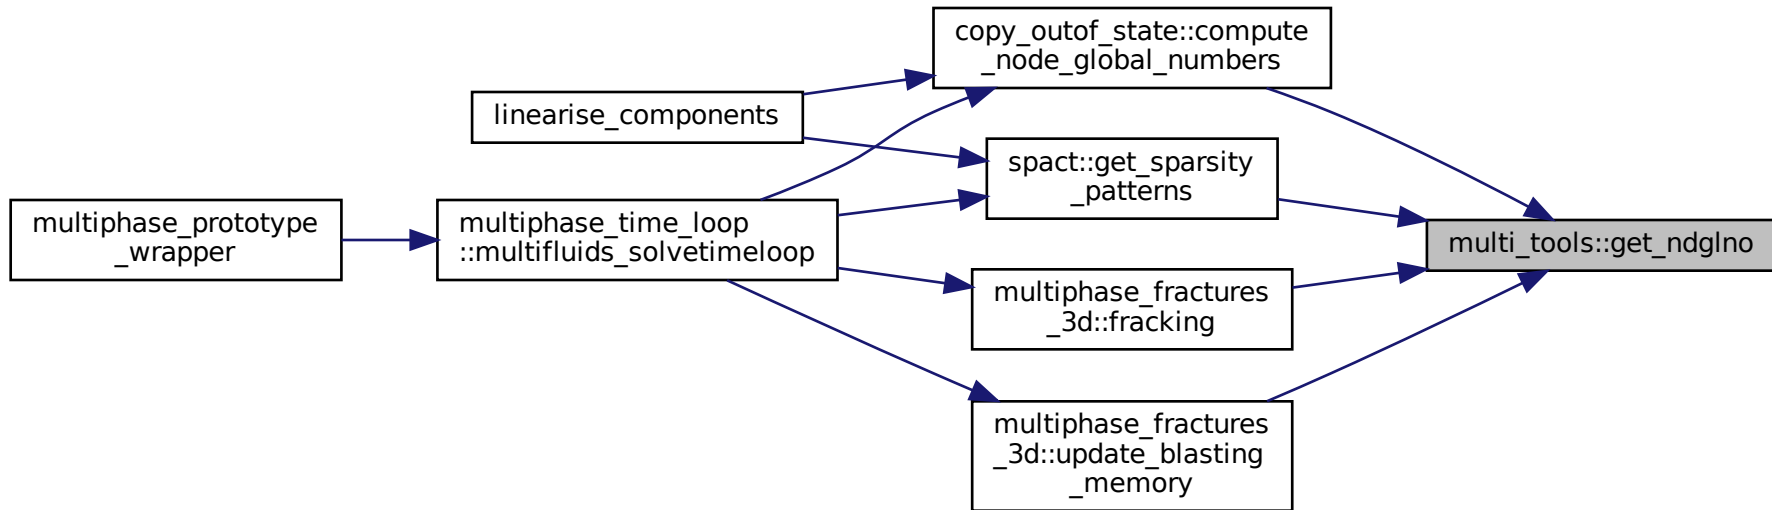 copy_outof_state::compute
_node_global_numbers
linearise_components
spact::get_sparsity
_patterns
multiphase_prototype
_wrapper
multiphase_time_loop
::multifluids_solvetimeloop
multi_tools::get_ndglno
multiphase_fractures
_3d::fracking
multiphase_fractures
_3d::update_blasting
_memory